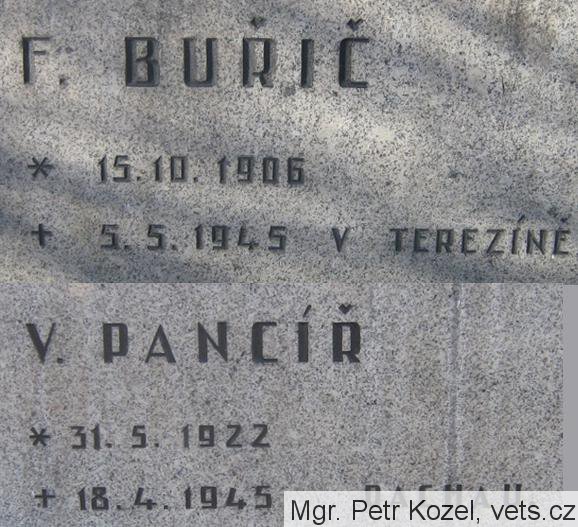 F. BUŘIČ
* 15.10.1906
+ 5.5.1945 V TEREZÍNĚ
V. PANCÍŘ
* 31.5.1922
+ 18.4.1945 DACHAU
Mgr. Petr Kozel, vets.cz